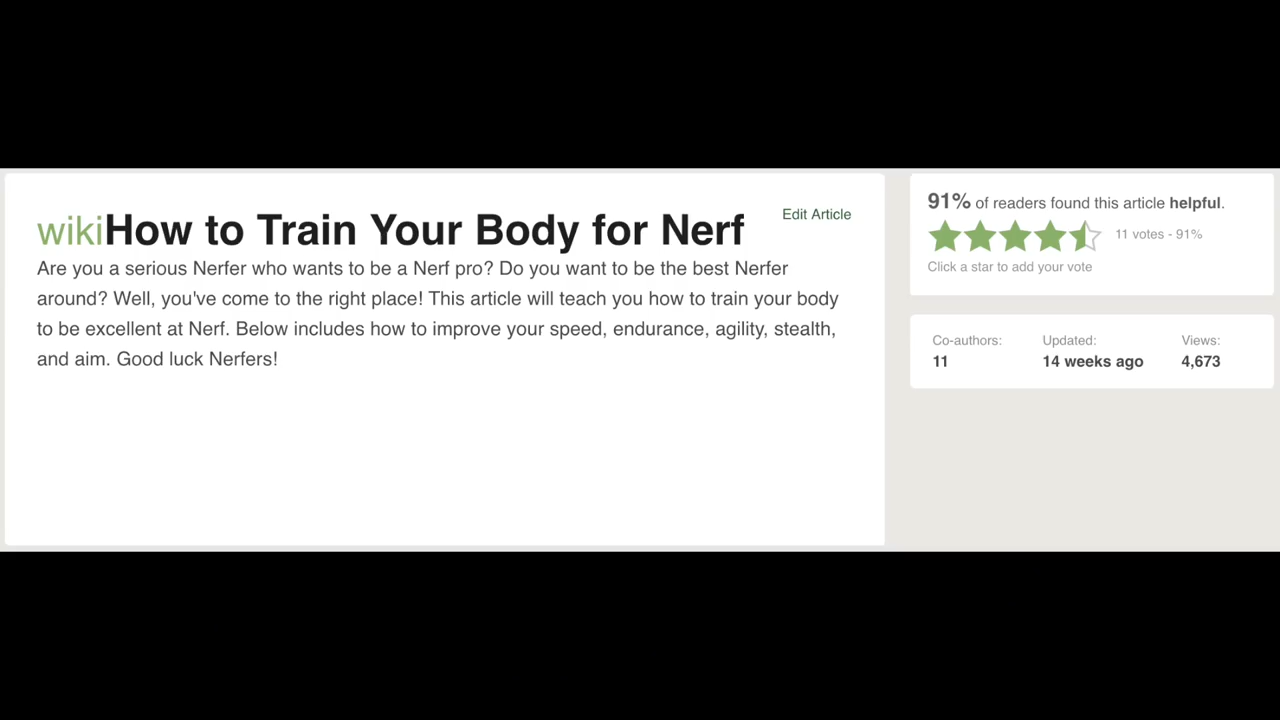 wikiHow to Train Your Body for Nerf
Edit Article
Are you a serious Nerfer who wants to be a Nerf pro? Do you want to be the best Nerfer
around? Well, you've come to the right place! This article will teach you how to train your body
to be excellent at Nerf. Below includes how to improve your speed, endurance, agility, stealth,
and aim. Good luck Nerfers!
91% of readers found this article helpful.
11 votes - 91%
Click a star to add your vote
Co-authors: Updated: Views:
11 14 weeks ago 4,673